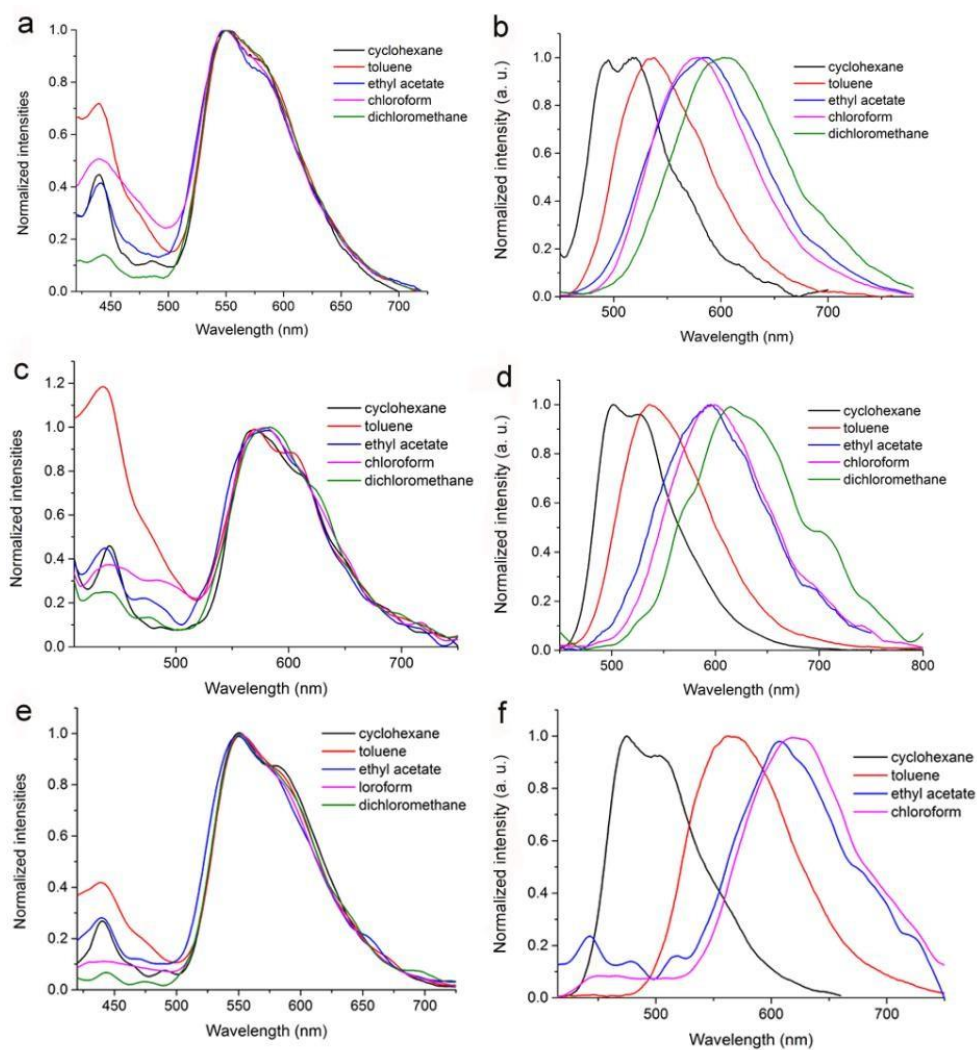 a
1.0
0.8
0.6
0.4
0.2
0.0
Normalized intensities
cyclohexane
toluene
ethyl acetate
chloroform
dichloromethane
450 500 550 600 650 700
Wavelength (nm)
b
1.0
0.8
0.6
0.4
0.2
0.0
Normalized intensity (a. u.)
cyclohexane
toluene
ethyl acetate
chloroform
dichloromethane
500 600 700
Wavelength (nm)
c
1.2
1.0
0.8
0.6
0.4
0.2
0.0
Normalized intensities
cyclohexane
toluene
ethyl acetate
chloroform
dichloromethane
500 600 700
Wavelength (nm)
d
1.0
0.8
0.6
0.4
0.2
0.0
Normalized intensity (a. u.)
cyclohexane
toluene
ethyl acetate
chloroform
dichloromethane
500 600 700 800
Wavelength (nm)
e
1.0
0.8
0.6
0.4
0.2
0.0
Normalized intensities
cyclohexane
toluene
ethyl acetate
loroform
dichloromethane
450 500 550 600 650 700
Wavelength (nm)
f
1.0
0.8
0.6
0.4
0.2
0.0
Normalized intensity (a. u.)
cyclohexane
toluene
ethyl acetate
chloroform
500 600 700
Wavelength (nm)